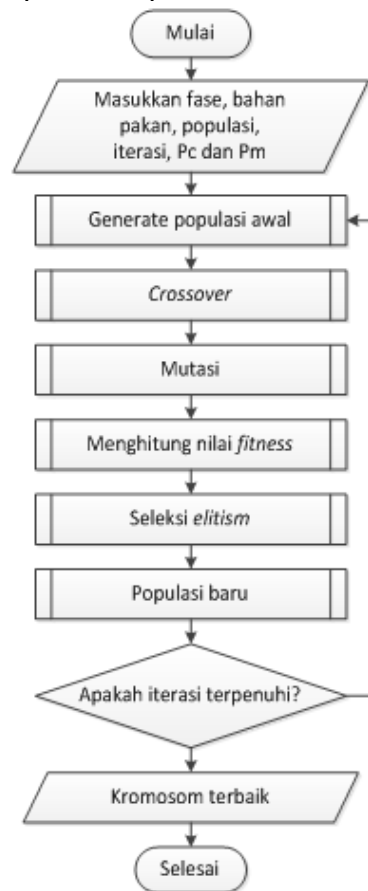 Mulai
Masukkan fase, bahan
pakan, populasi,
iterasi, Pc dan Pm
Generate populasi awal
Crossover
Mutasi
Menghitung nilai fitness
Seleksi elitism
Populasi baru
Apakah iterasi terpenuhi?
Kromosom terbaik
Selesai